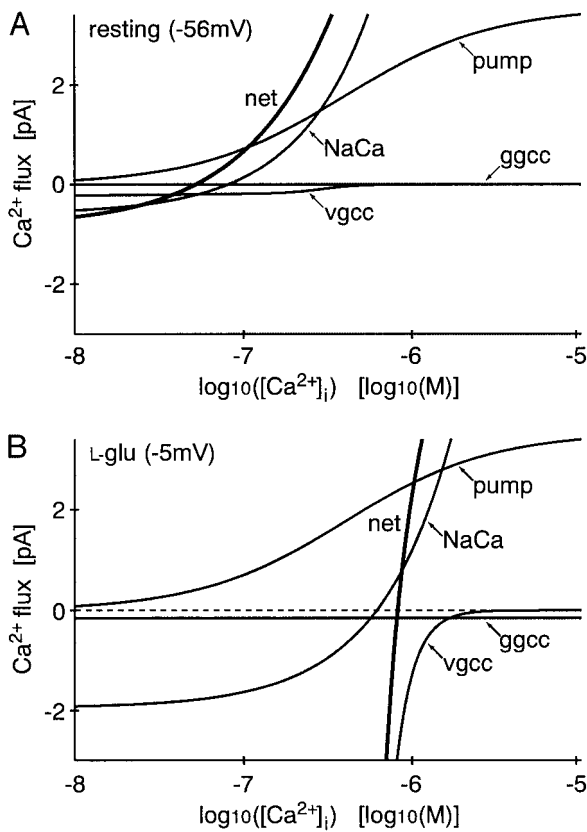 A
resting (-56mV)
2
0
-2
Ca²⁺ flux [pA]
net
NaCa
pump
ggcc
vgcc
-8
-7
-6
-5
log10([Ca²⁺]i) [log10(M)]
B
L-glu (-5mV)
2
0
-2
Ca²⁺ flux [pA]
pump
net
NaCa
ggcc
vgcc
-8
-7
-6
-5
log10([Ca²⁺]i) [log10(M)]